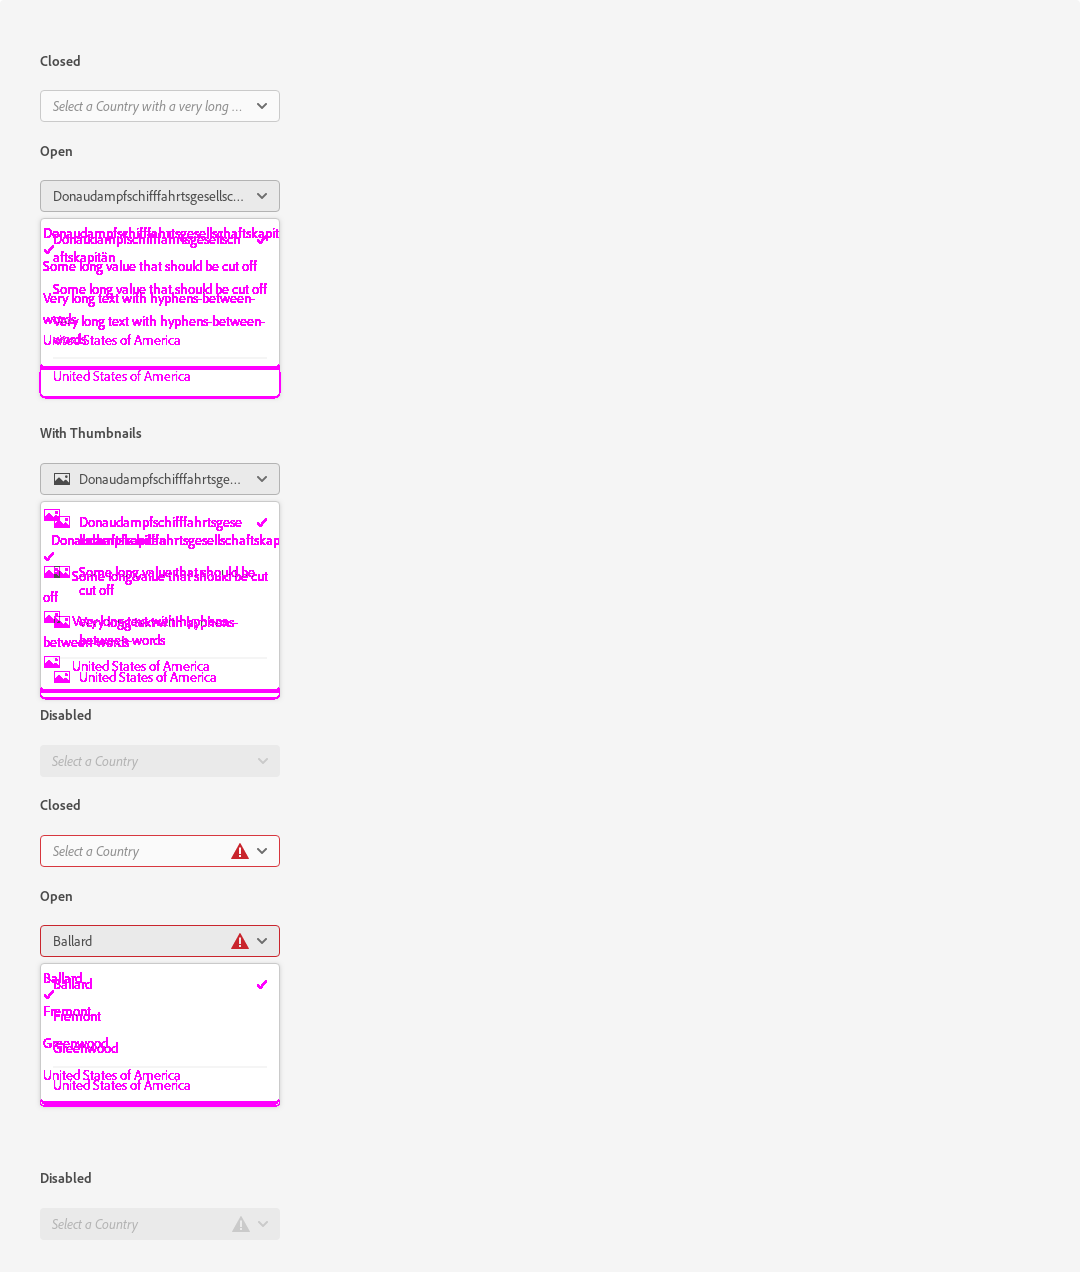 Closed
Select a Country with a very long …
Open
Donaudampfschifffahrtsgesellsc…
Donaudampfschifffahrtsgesellschaftskapit
Donaudampfschifffahrtsgesellsch
aftskapitän
Some long value that should be cut off
Some long value that should be cut off
Very long text with hyphens-between-
words
Very long text with hyphens-between-
words
United States of America
United States of America
With Thumbnails
Donaudampfschifffahrtsge…
Donaudampfschifffahrtsgese
llschaftskapitän
Donaudampfschifffahrtsgesellschaftskap
Some long value that should be
cut off
Some long value that should be cut
off
Very long text with hyphens-
between-words
Very long text with hyphens-
between-words
United States of America
United States of America
Disabled
Select a Country
Closed
Select a Country
Open
Ballard
Ballard
Ballard
Fremont
Fremont
Greenwood
Greenwood
United States of America
United States of America
Disabled
Select a Country